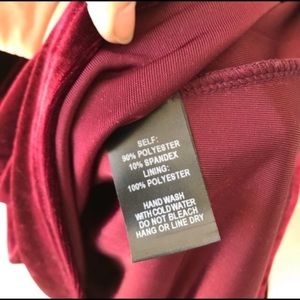 SELF:
90% POLYESTER
10% SPANDEX
LINING:
100% POLYESTER
HAND WASH
WITH COLD WATER
DO NOT BLEACH
HANG OR LINE DRY